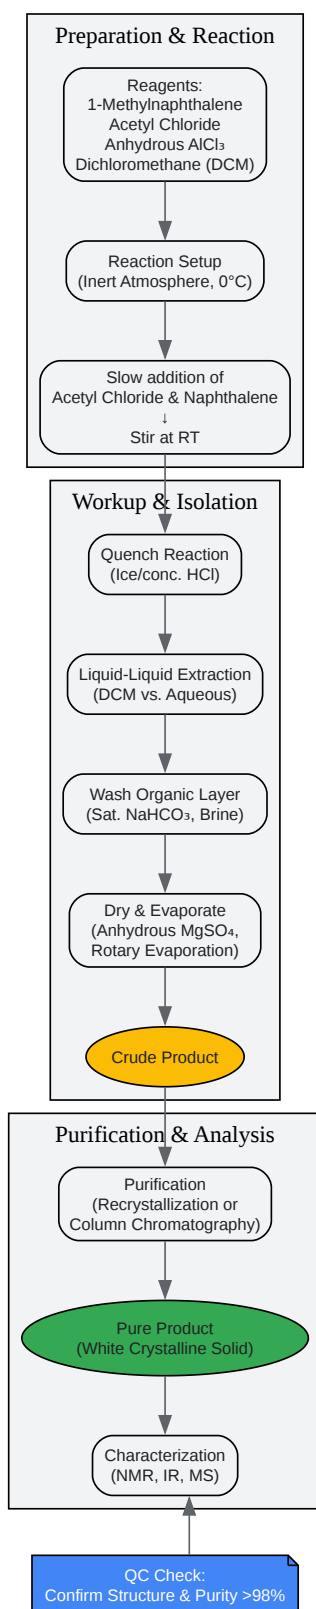 Preparation & Reaction
Reagents:
1-Methylnaphthalene
Acetyl Chloride
Anhydrous AlCl₃
Dichloromethane (DCM)
Reaction Setup
(Inert Atmosphere, 0°C)
Slow addition of
Acetyl Chloride & Naphthalene
↓
Stir at RT
Workup & Isolation
Quench Reaction
(Ice/conc. HCl)
Liquid-Liquid Extraction
(DCM vs. Aqueous)
Wash Organic Layer
(Sat. NaHCO₃, Brine)
Dry & Evaporate
(Anhydrous MgSO₄,
Rotary Evaporation)
Crude Product
Purification & Analysis
Purification
(Recrystallization or
Column Chromatography)
Pure Product
(White Crystalline Solid)
Characterization
(NMR, IR, MS)
QC Check:
Confirm Structure & Purity >98%